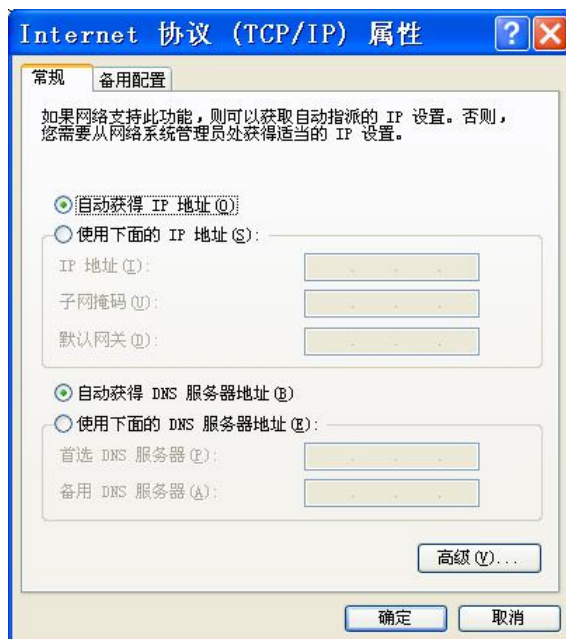 Internet 协议 (TCP/IP) 属性
常规
备用配置
如果网络支持此功能，则可以获取自动指派的 IP 设置。否则，
您需要从网络系统管理员处获得适当的 IP 设置。
自动获得 IP 地址(O)
使用下面的 IP 地址(S):
IP 地址(I):
子网掩码(U):
默认网关(D):
自动获得 DNS 服务器地址(B)
使用下面的 DNS 服务器地址(E):
首选 DNS 服务器(P):
备用 DNS 服务器(A):
高级(V)...
确定
取消